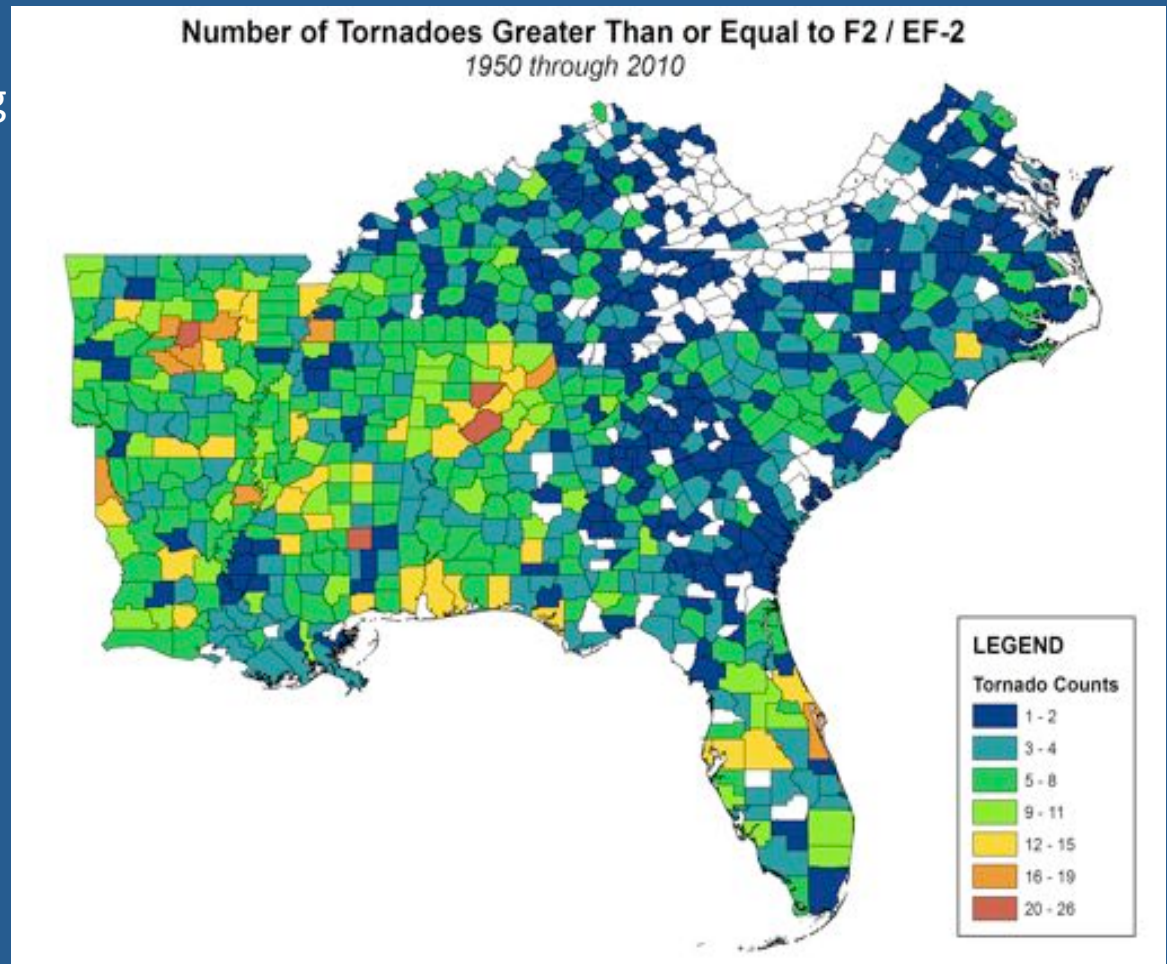 Number of Tornadoes Greater Than or Equal to F2 / EF-2
1950 through 2010
g
LEGEND
Tornado Counts
1 - 2
3 - 4
5 - 8
9 - 11
12 - 15
16 - 19
20 - 26